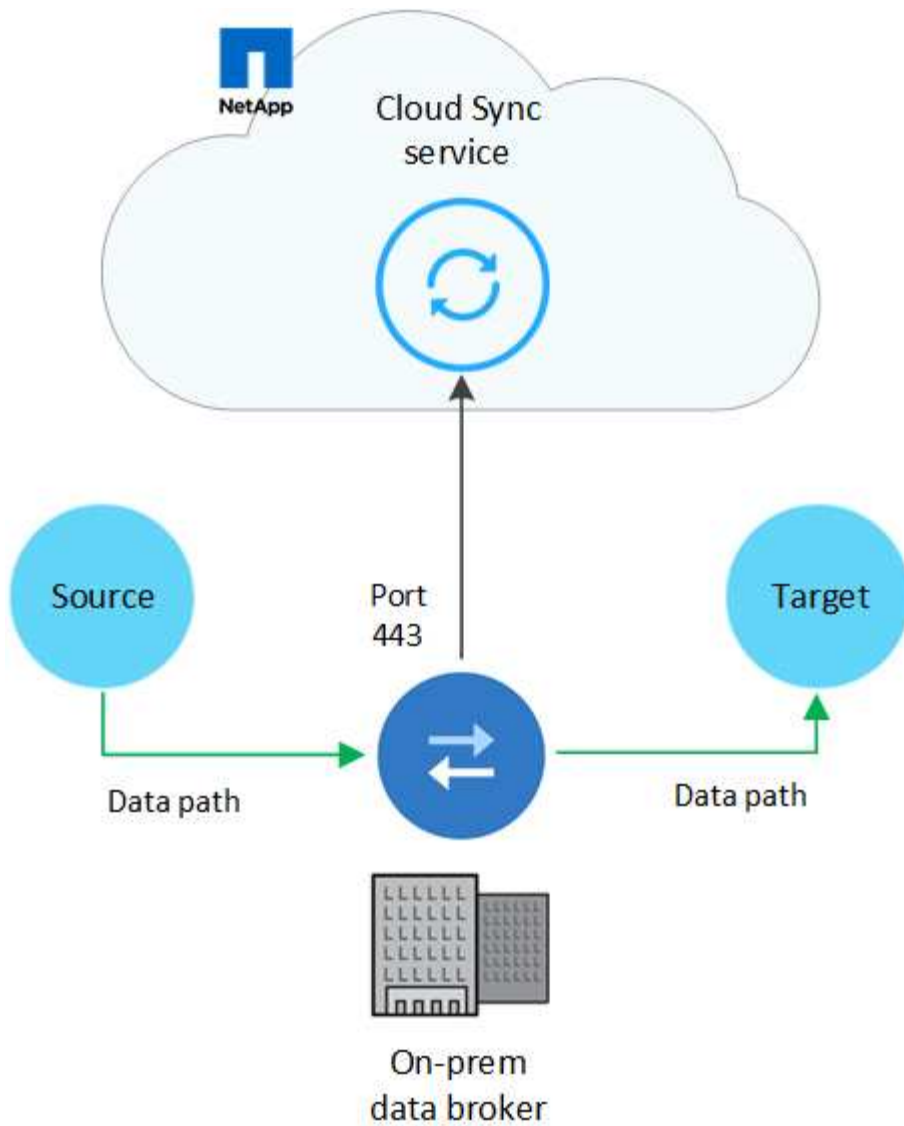 NetApp
Cloud Sync
service
Source
Port
443
Target
Data path
Data path
On-prem
data broker